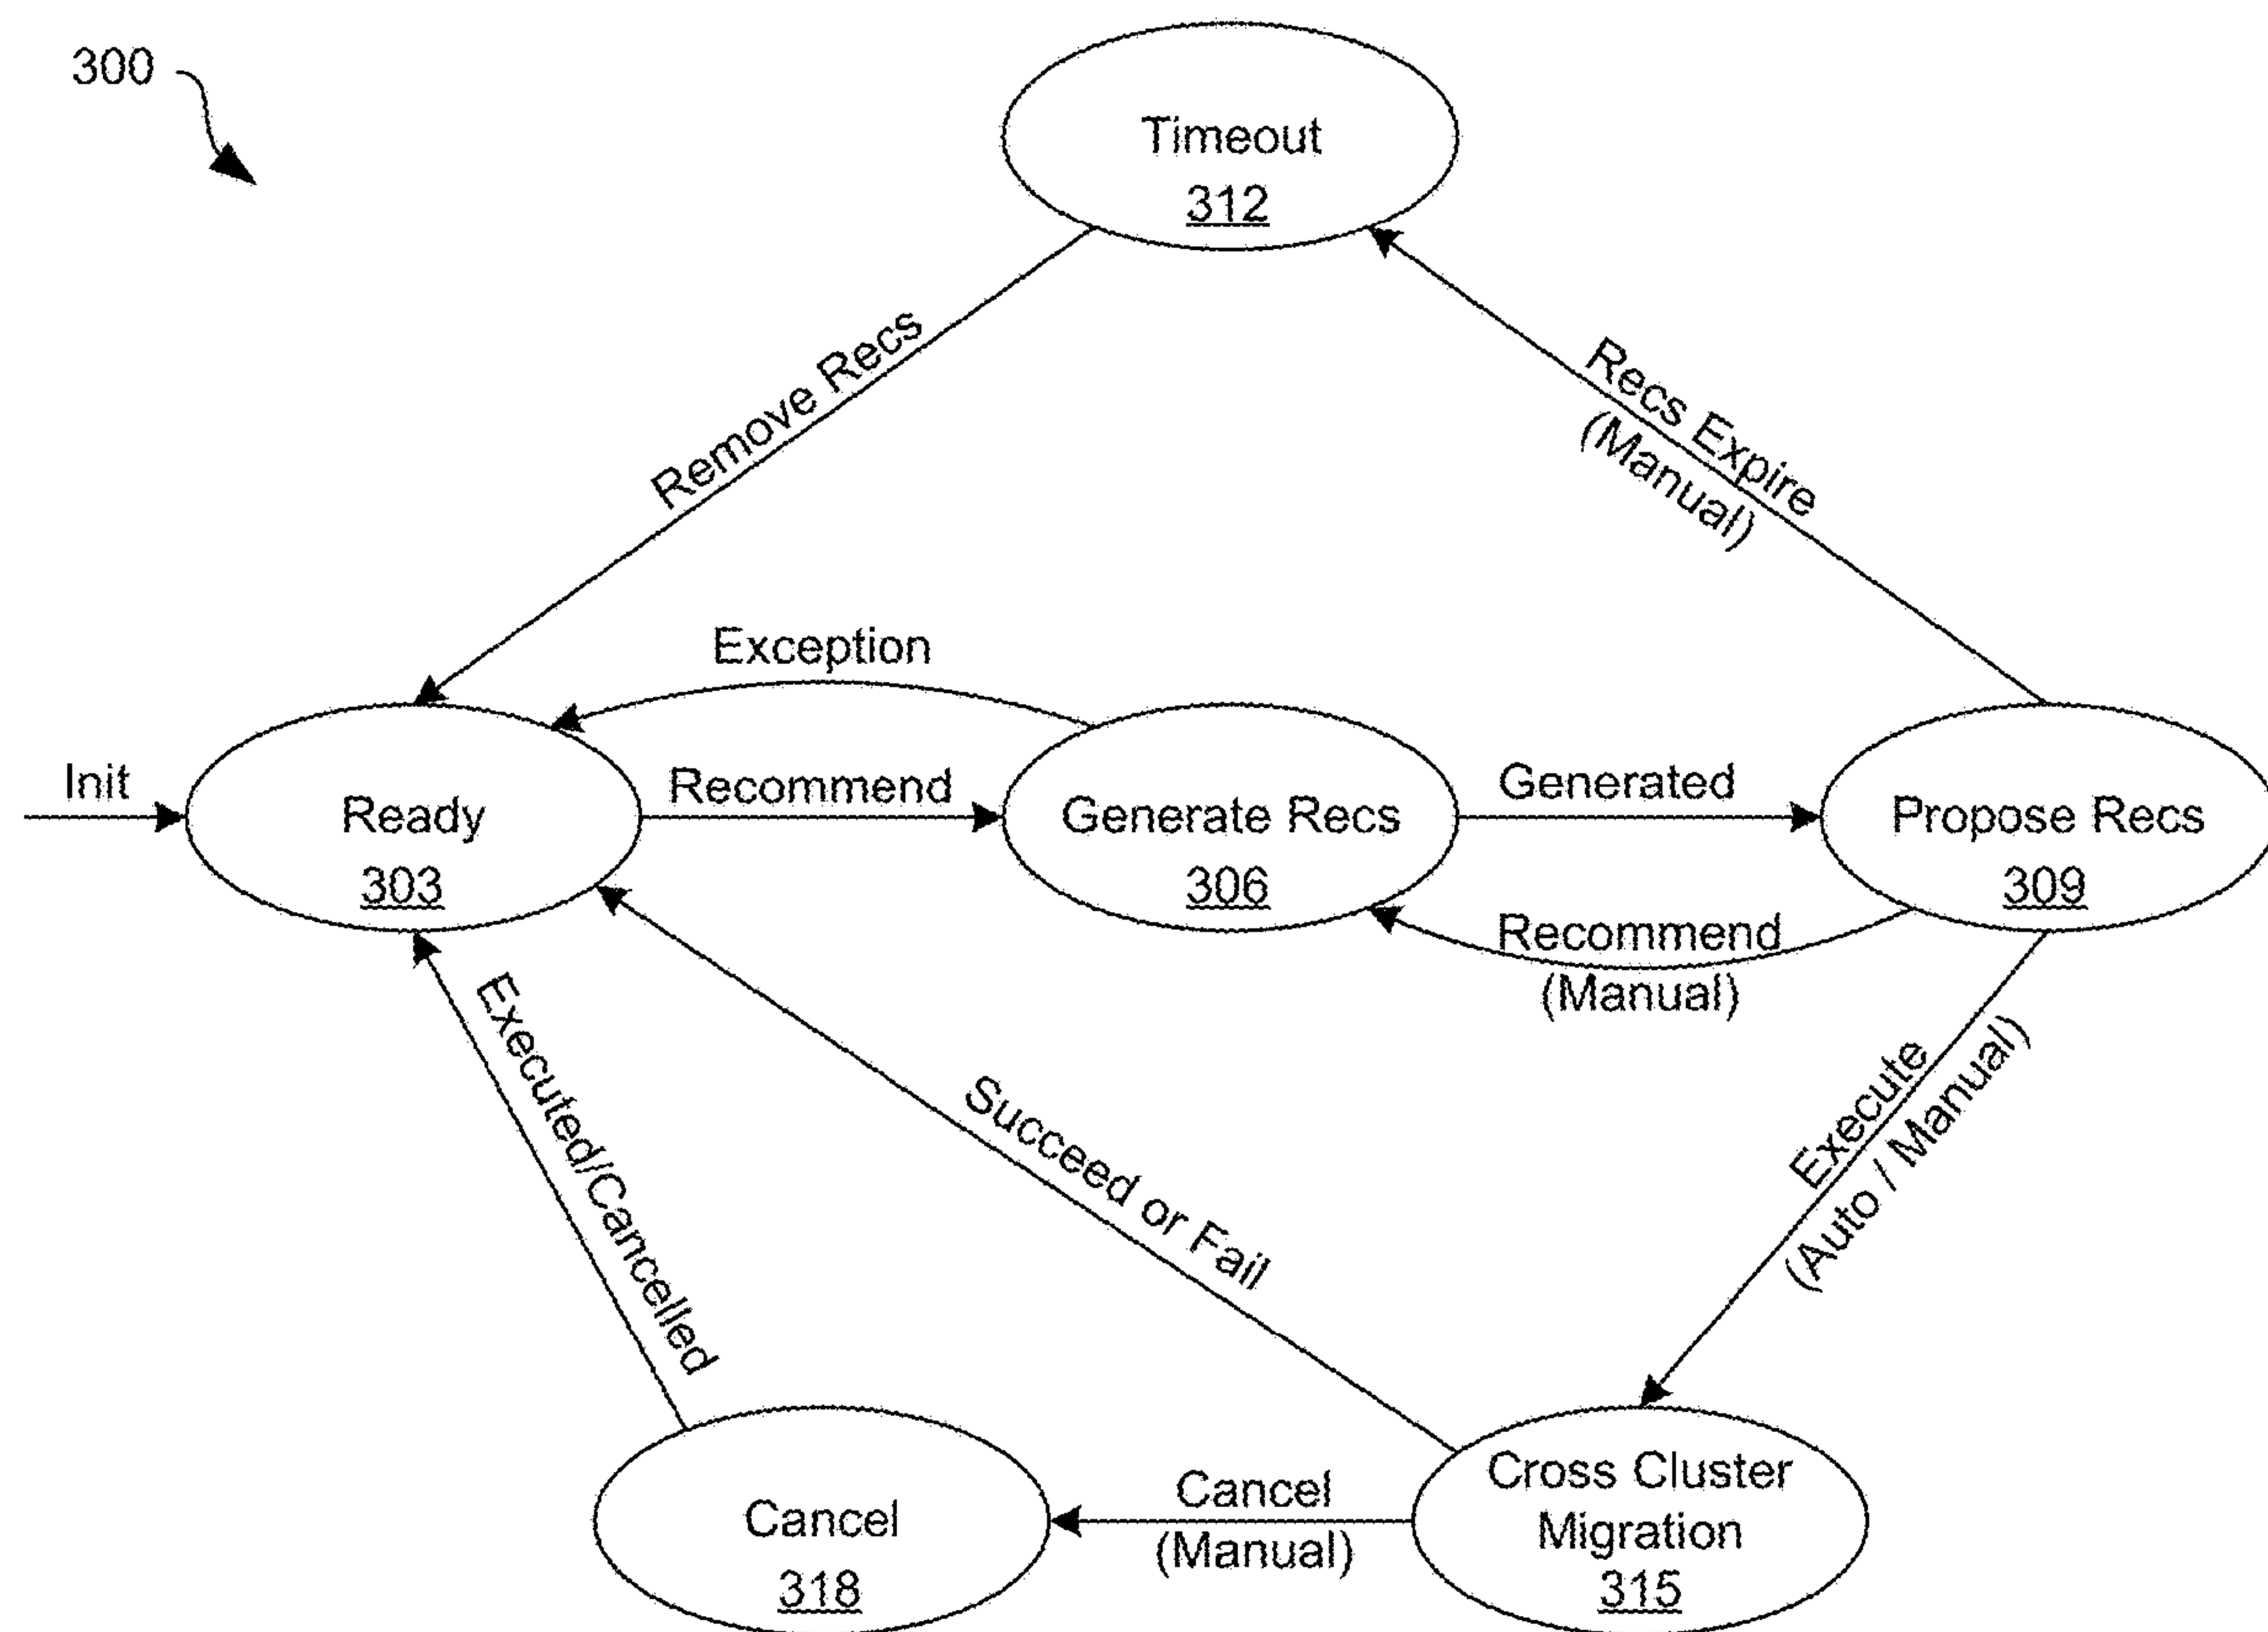 300
Timeout
312
Remove Recs
Recs Expire
(Manual)
Exception
Init
Ready
303
Recommend
Generate Recs
306
Generated
Propose Recs
309
Recommend
(Manual)
Executed/Cancelled
Succeed or Fail
Execute
(Auto / Manual)
Cancel
318
Cancel
(Manual)
Cross Cluster
Migration
315